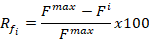 R_{f_i} = \frac{F^{max} - F^i}{F^{max}} x100